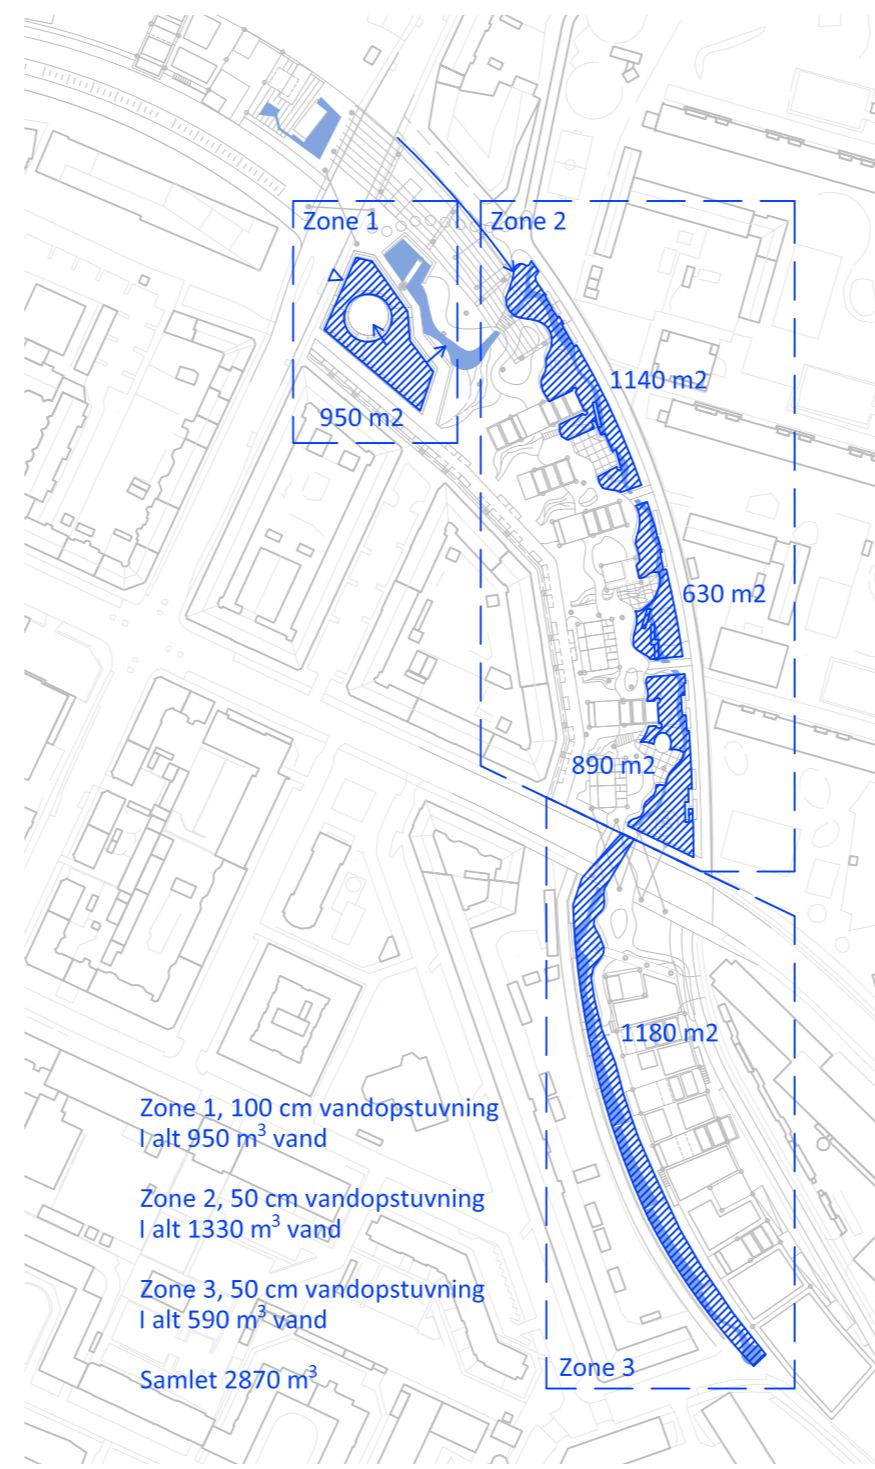 Zone 1
Zone 2
1140 m2
950 m2
630 m2
890 m2
1180 m2
Zone 1, 100 cm vandopstuvning
I alt 950 m³ vand
Zone 2, 50 cm vandopstuvning
I alt 1330 m³ vand
Zone 3, 50 cm vandopstuvning
I alt 590 m³ vand
Zone 3
Samlet 2870 m³